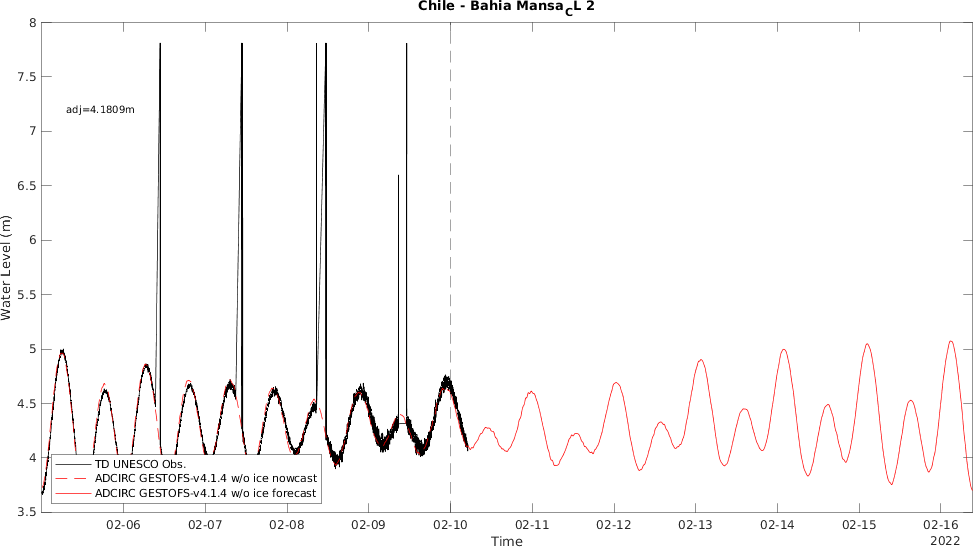 Chile - Bahia Mansa_CL 2
8
7.5
adj=4.1809m
7
6.5
6
5.5
5
4.5
4
3.5
Water Level (m)
TD UNESCO Obs.
ADCIRC GESTOFS-v4.1.4 w/o ice nowcast
ADCIRC GESTOFS-v4.1.4 w/o ice forecast
02-06 02-07 02-08 02-09 02-10 02-11 02-12 02-13 02-14 02-15 02-16
Time
2022